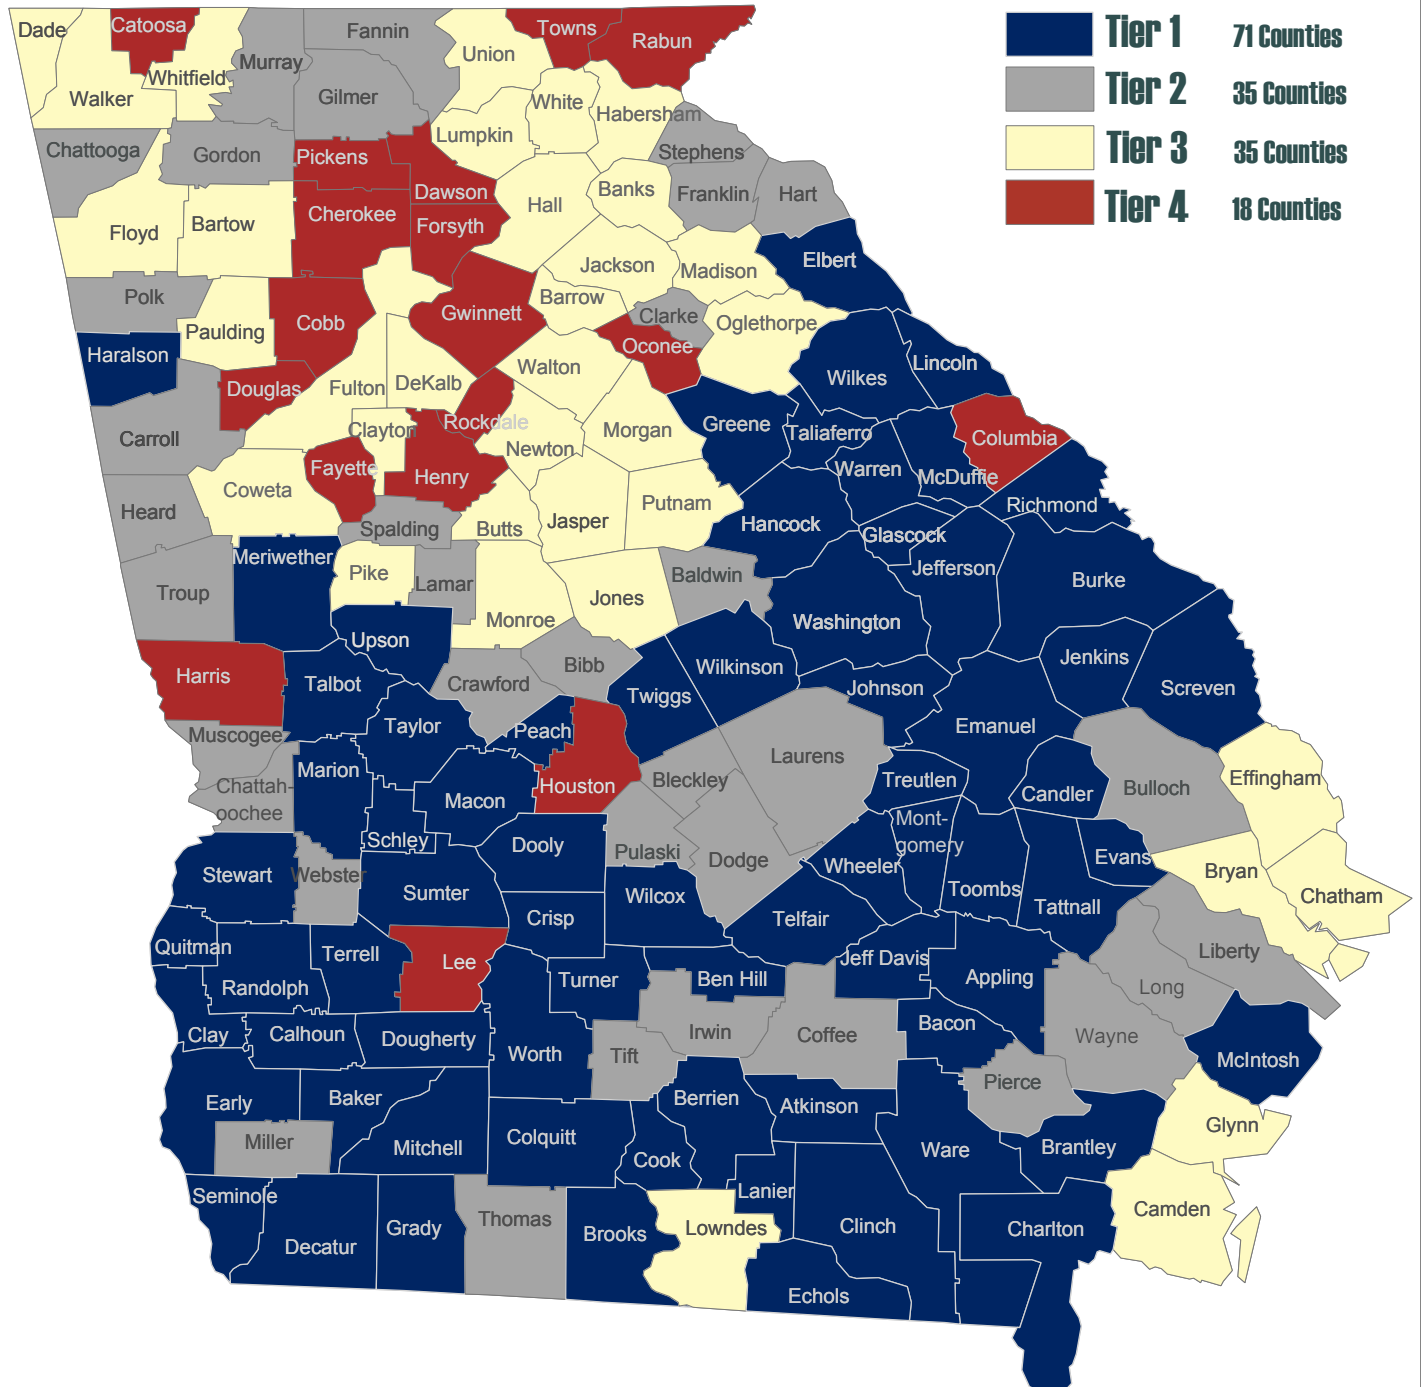 Tier 1 71 Counties
Tier 2 35 Counties
Tier 3 35 Counties
Tier 4 18 Counties
Dade
Catoosa
Fannin
Towns
Rabun
Union
Murray
Whitfield
Walker
Gilmer
White
Habersham
Lumpkin
Chattooga
Gordon
Pickens
Stephens
Dawson
Banks
Franklin
Hart
Hall
Cherokee
Forsyth
Floyd
Bartow
Elbert
Jackson
Madison
Polk
Barrow
Gwinnett
Clarke
Oglethorpe
Paulding
Cobb
Oconee
Haralson
Lincoln
Walton
Wilkes
Douglas
Fulton
DeKalb
Rockdale
Greene
Carroll
Clayton
Morgan
Taliaferro
Columbia
Newton
Fayette
Henry
Warren
McDuffie
Coweta
Putnam
Richmond
Heard
Spalding
Butts
Jasper
Hancock
Glascock
Meriwether
Pike
Lamar
Baldwin
Jefferson
Burke
Troup
Jones
Monroe
Washington
Upson
Jenkins
Bibb
Wilkinson
Harris
Talbot
Crawford
Twiggs
Johnson
Screven
Taylor
Peach
Emanuel
Muscogee
Laurens
Marion
Bleckley
Treutlen
Effingham
Chattah-
oochee
Houston
Candler
Bulloch
Macon
Mont-
gomery
Schley
Dooly
Pulaski
Dodge
Evans
Stewart
Webster
Wheeler
Bryan
Sumter
Toombs
Wilcox
Chatham
Crisp
Telfair
Tattnall
Quitman
Terrell
Lee
Jeff Davis
Liberty
Turner
Ben Hill
Appling
Randolph
Long
Clay
Calhoun
Dougherty
Bacon
Irwin
Coffee
Wayne
Worth
Tift
McIntosh
Pierce
Early
Baker
Berrien
Atkinson
Glynn
Miller
Mitchell
Colquitt
Brantley
Cook
Ware
Seminole
Lanier
Camden
Thomas
Grady
Brooks
Lowndes
Clinch
Charlton
Decatur
Echols